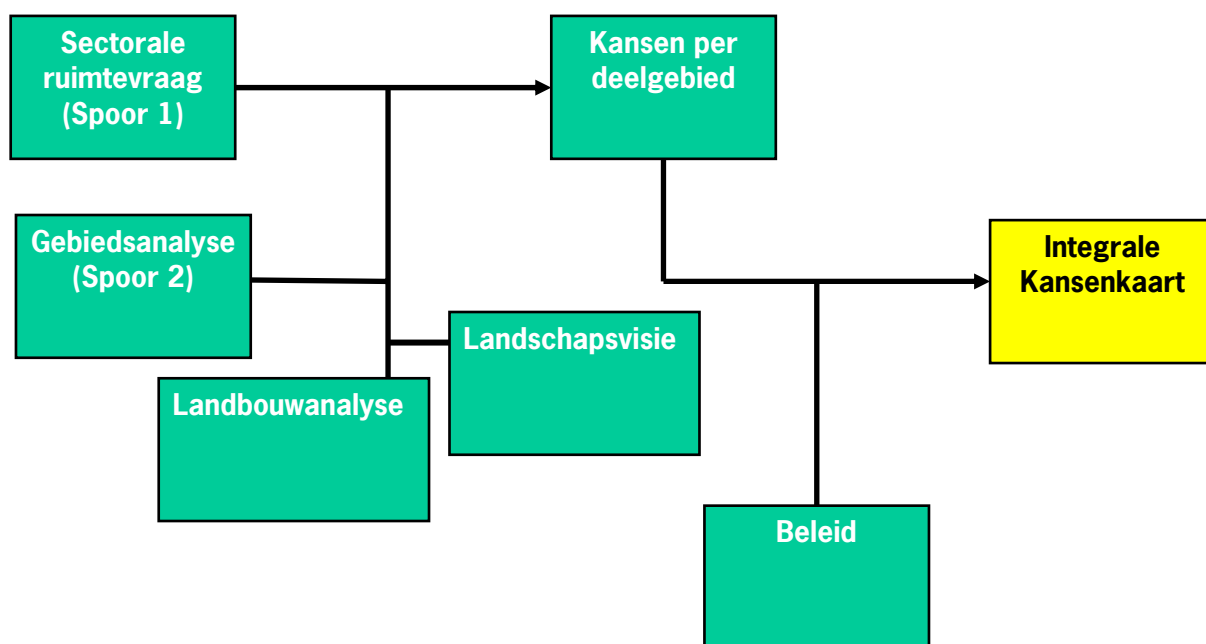 Sectorale
ruimtevraag
(Spoor 1)
Kansen per
deelgebied
Gebiedsanalyse
(Spoor 2)
Integrale
Kansenkaart
Landschapsvisie
Landbouwanalyse
Beleid